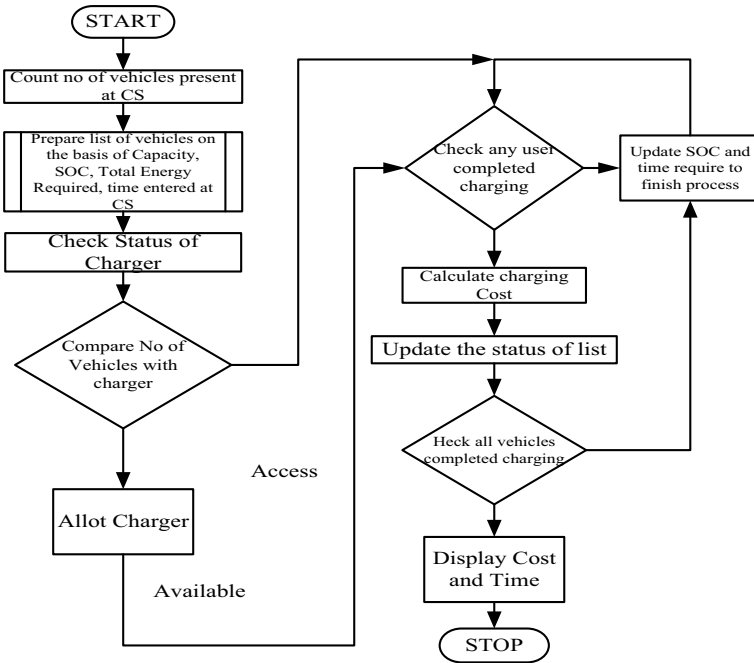 START
Count no of vehicles present
at CS
Prepare list of vehicles on
the basis of Capacity,
SOC, Total Energy
Required, time entered at
CS
Check Status of
Charger
Compare No of
Vehicles with
charger
Allot Charger
Access
Available
Check any user
completed
charging
Update SOC and
time require to
finish process
Calculate charging
Cost
Update the status of list
Heck all vehicles
completed charging
Display Cost
and Time
STOP